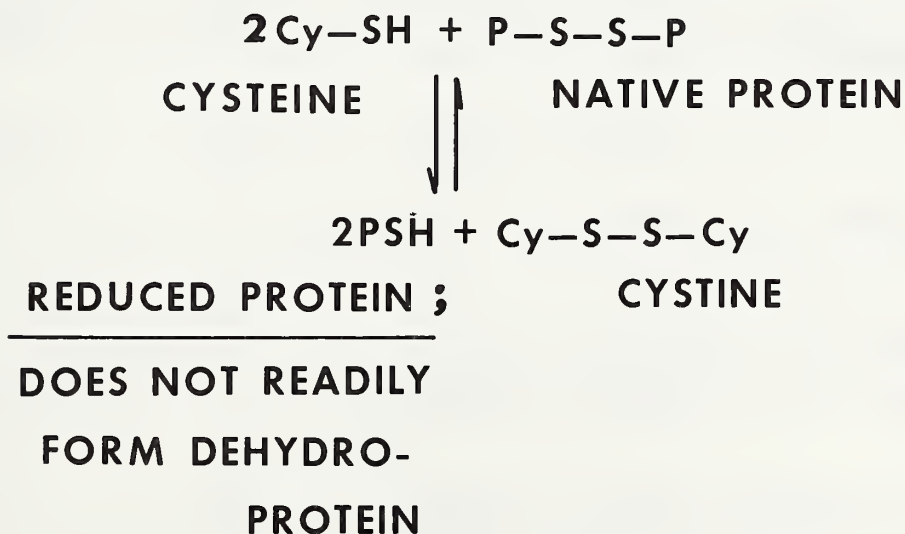 2Cy–SH + P–S–S–P
CYSTEINE NATIVE PROTEIN
2PSH + Cy–S–S–Cy
REDUCED PROTEIN ; CYSTINE
DOES NOT READILY
FORM DEHYDRO-
PROTEIN